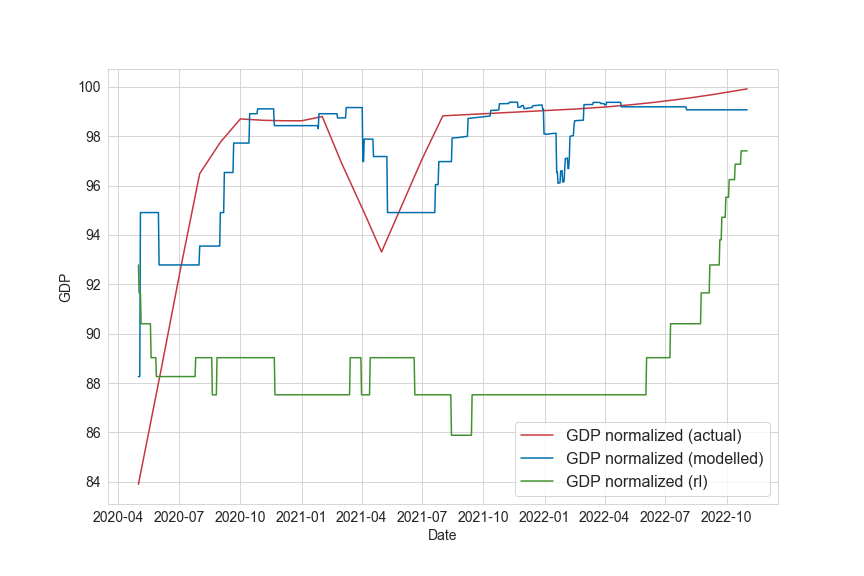 100
98
96
94
92
90
88
86
84
GDP
GDP normalized (actual)
GDP normalized (modelled)
GDP normalized (rl)
2020-04 2020-07 2020-10 2021-01 2021-04 2021-07 2021-10 2022-01 2022-04 2022-07 2022-10
Date